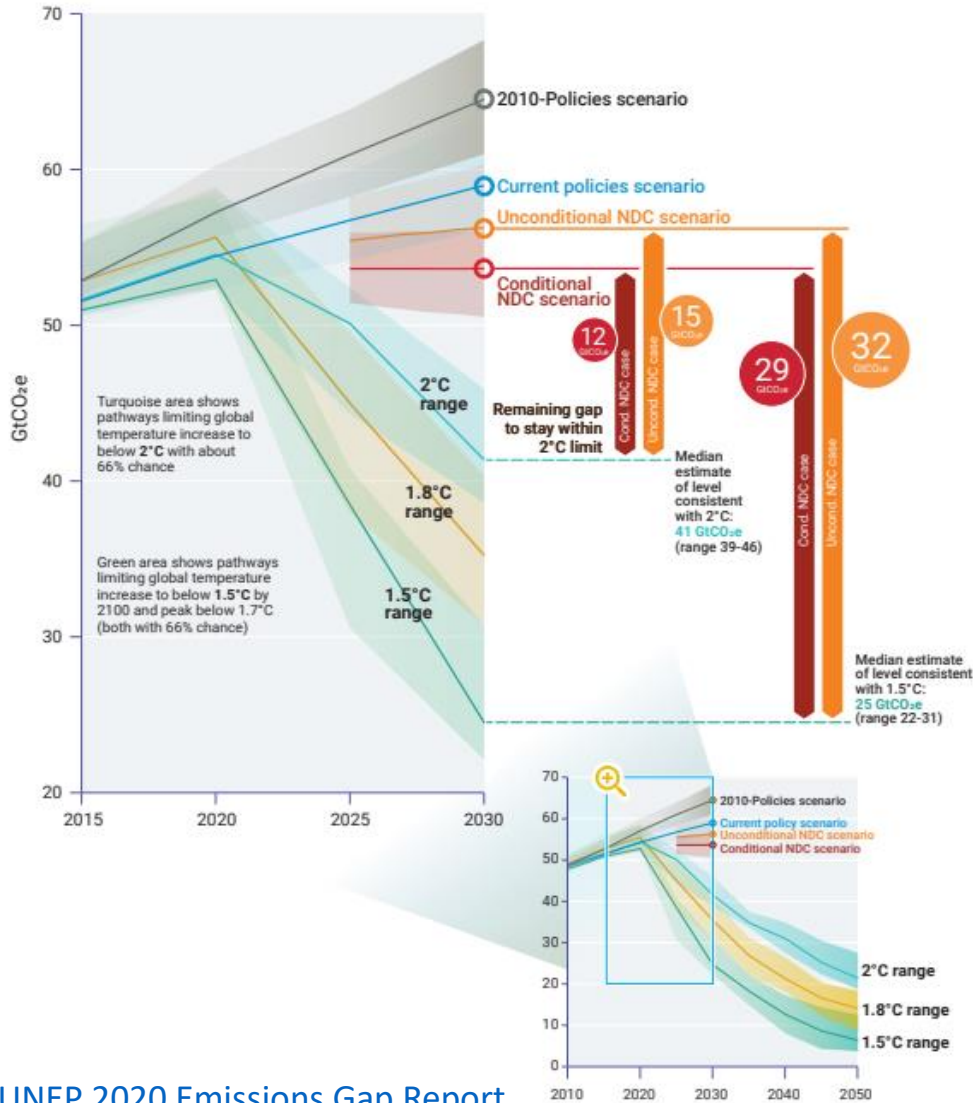 70
60
50
40
30
20
GtCO₂e
2015
2020
2025
2030
2010-Policies scenario
Current policies scenario
Unconditional NDC scenario
Conditional
NDC scenario
2°C
range
1.8°C
range
1.5°C
range
Turquoise area shows
pathways limiting global
temperature increase to
below 2°C with about
66% chance
Green area shows pathways
limiting global temperature
increase to below 1.5°C by
2100 and peak below 1.7°C
(both with 66% chance)
12
GtCO₂e
15
GtCO₂e
29
GtCO₂e
32
GtCO₂e
Cond. NDC case
Uncond. NDC case
Cond. NDC case
Uncond. NDC case
Remaining gap
to stay within
2°C limit
Median
estimate
of level
consistent
with 2°C:
41 GtCO₂e
(range 39-46)
Median estimate
of level consistent
with 1.5°C:
25 GtCO₂e
(range 22-31)
70
60
50
40
30
20
10
0
2010
2020
2030
2040
2050
2010-Policies scenario
Current policy scenario
Unconditional NDC scenario
Conditional NDC scenario
2°C range
1.8°C range
1.5°C range
UNEP 2020 Emissions Gap Report